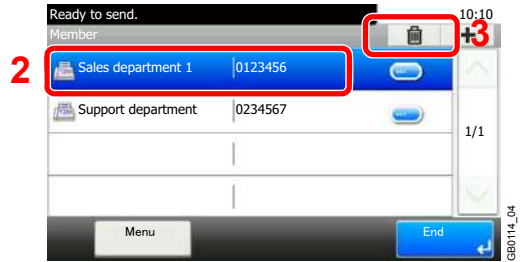 Ready to send.
10:10
Member
3
2
Sales department 1 0123456
Support department 0234567
1/1
Menu
End
GB0114_04